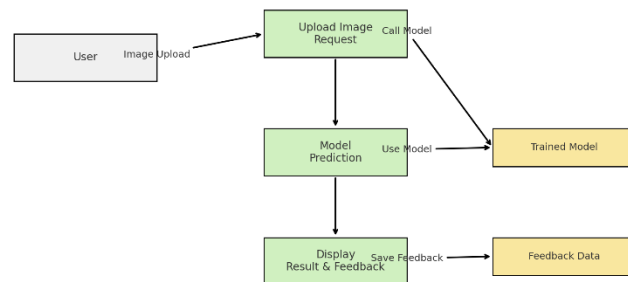 Upload Image
Request
Call Model
User
Image Upload
Model
Prediction
Use Model
Trained Model
Display
Result & Feedback
Save Feedback
Feedback Data